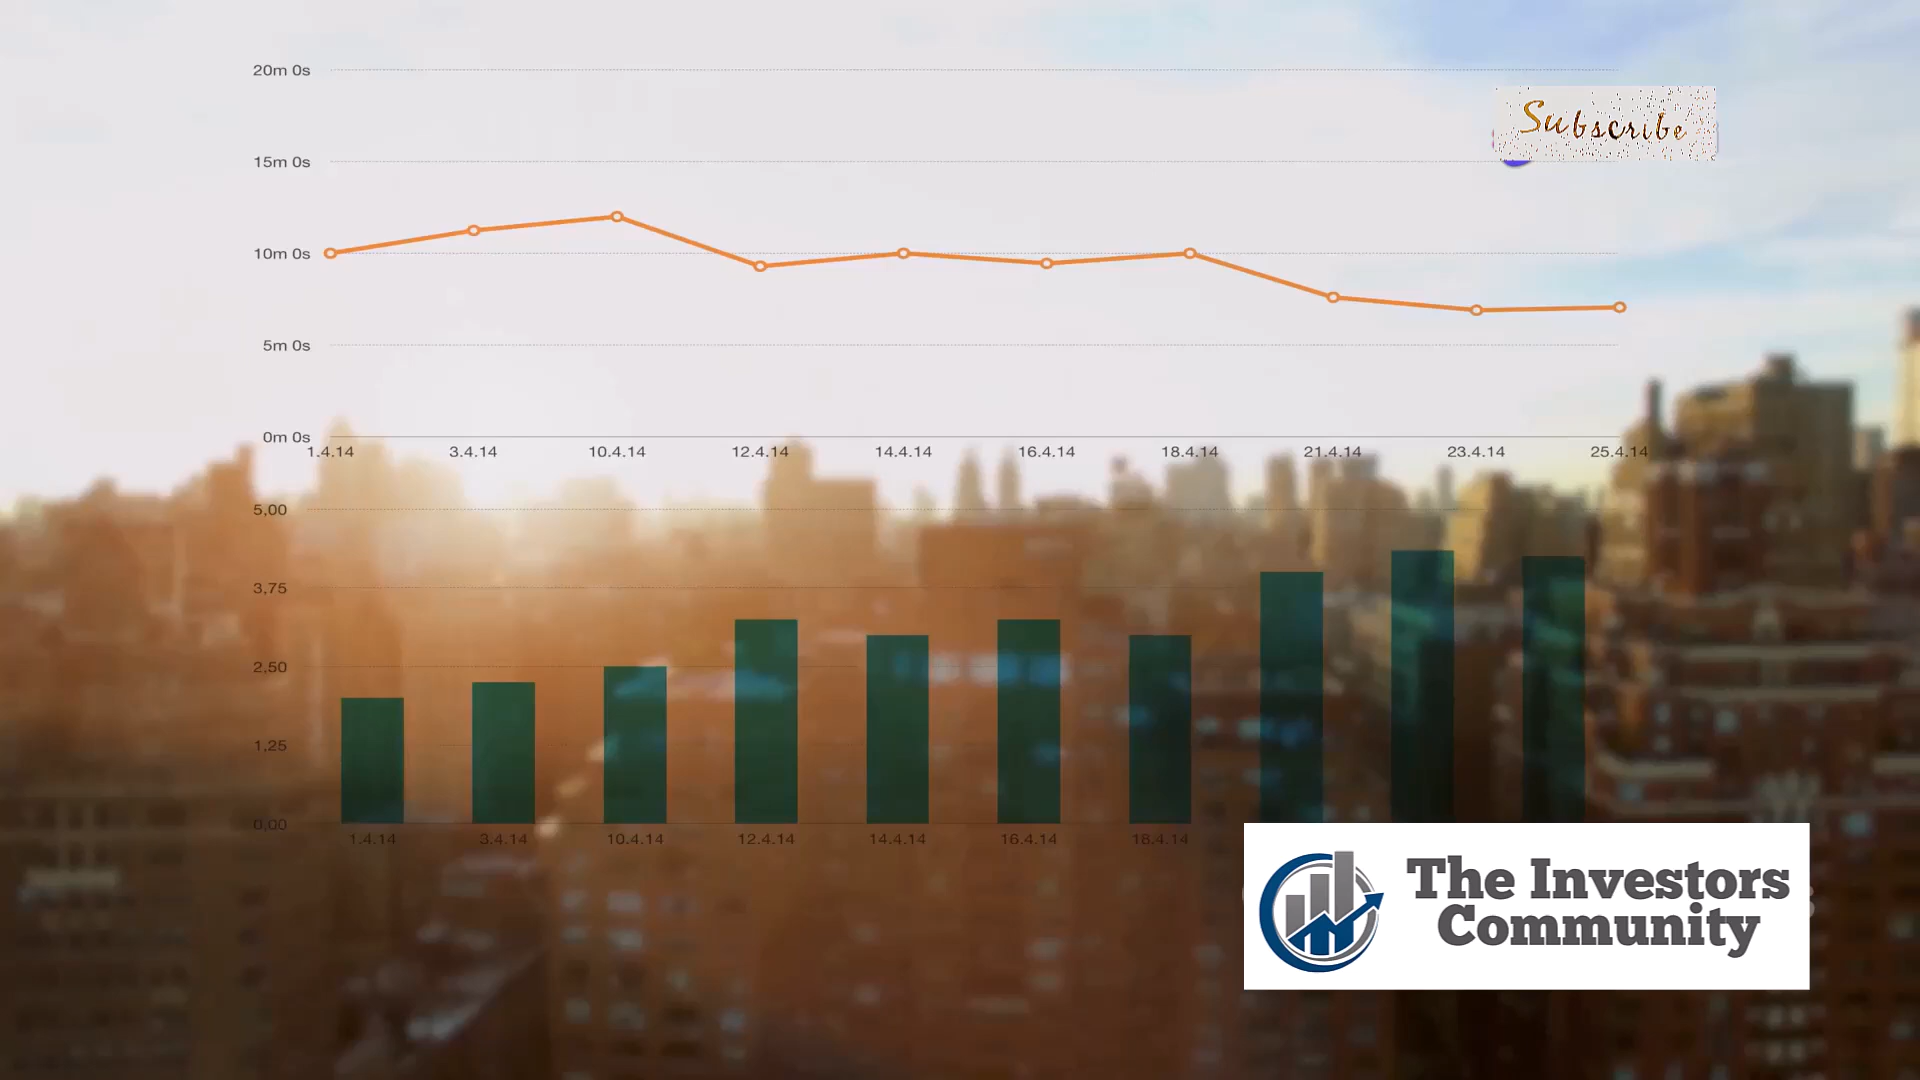 20m 0s
Subscribe
15m 0s
10m 0s
5m 0s
0m 0s
1.4.14 3.4.14 10.4.14 12.4.14 14.4.14 16.4.14 18.4.14 21.4.14 23.4.14 25.4.14
5,00
3,75
2,50
1,25
0,00
1.4.14 3.4.14 10.4.14 12.4.14 14.4.14 16.4.14 18.4.14
The Investors
Community